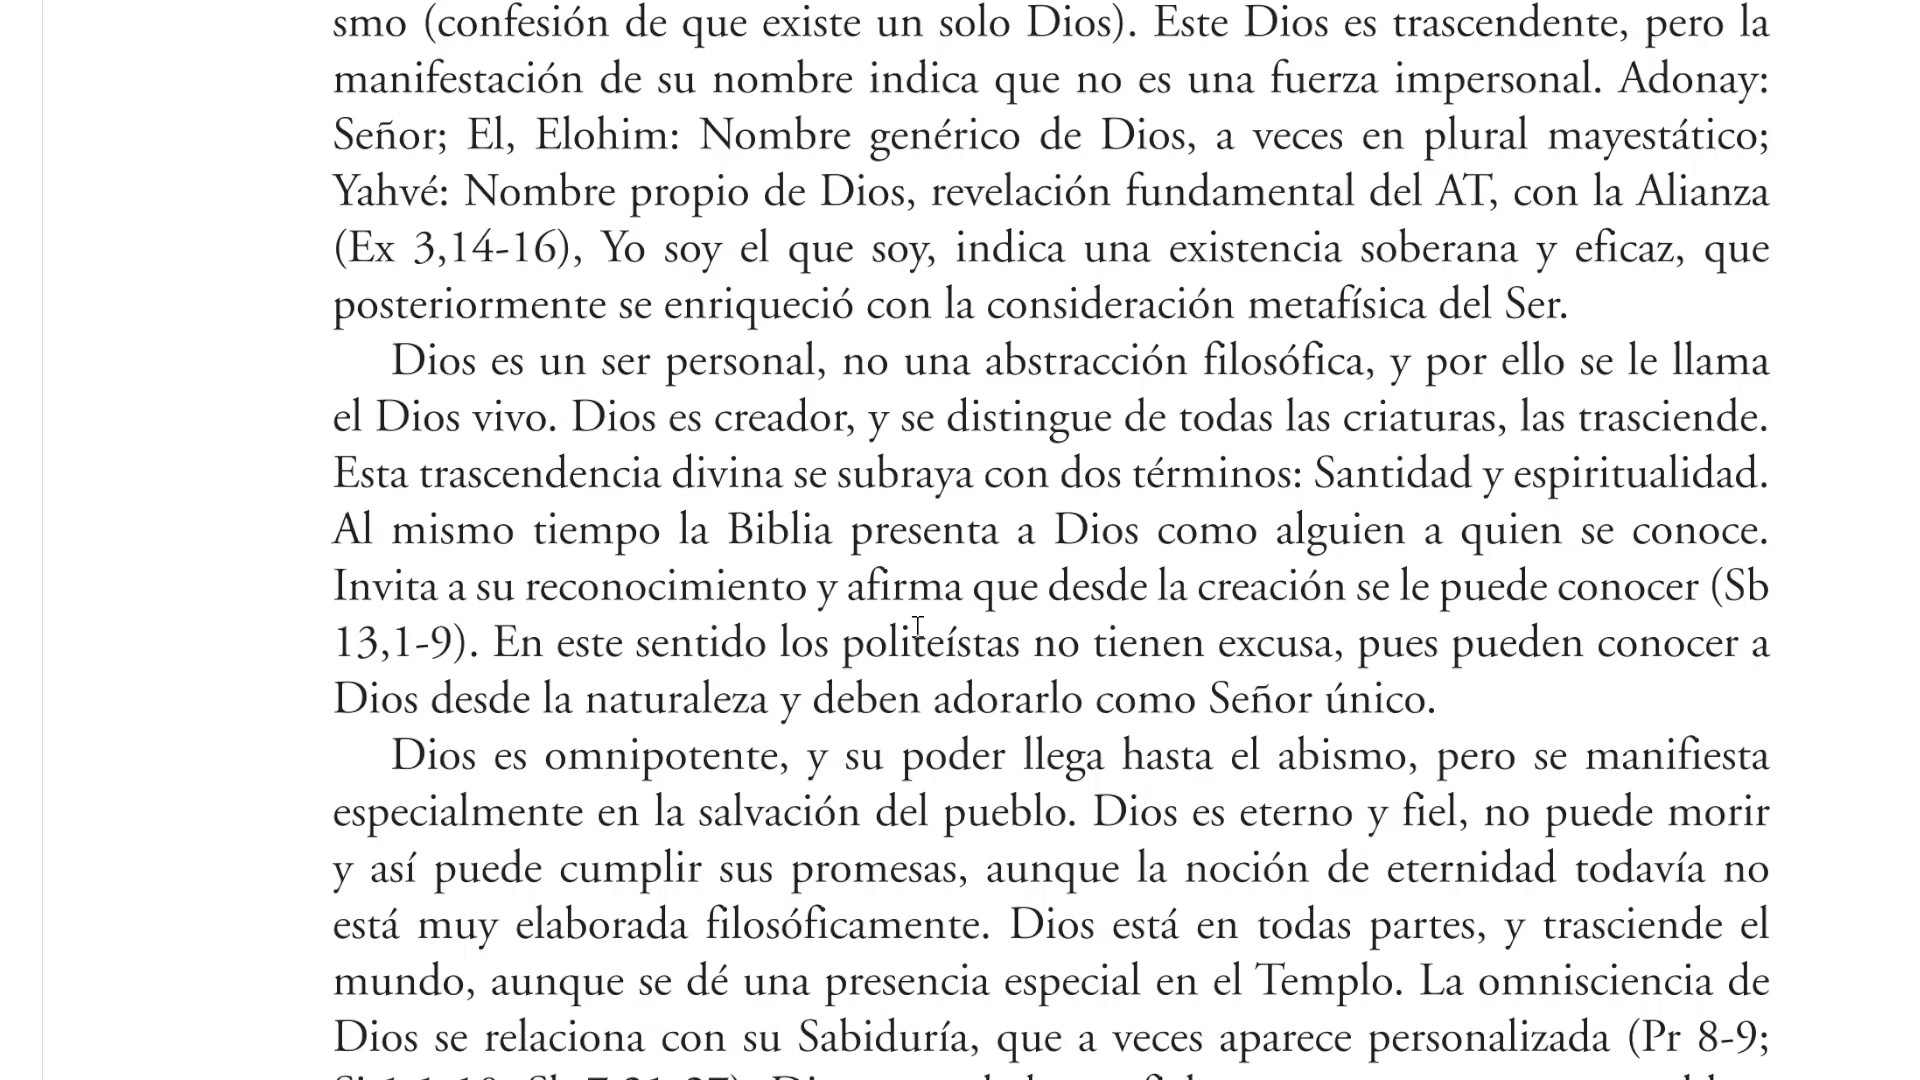 smo (confesión de que existe un solo Dios). Este Dios es trascendente, pero la
manifestación de su nombre indica que no es una fuerza impersonal. Adonay:
Señor; El, Elohim: Nombre genérico de Dios, a veces en plural mayestático;
Yahvé: Nombre propio de Dios, revelación fundamental del AT, con la Alianza
(Ex 3,14-16), Yo soy el que soy, indica una existencia soberana y eficaz, que
posteriormente se enriqueció con la consideración metafísica del Ser.
Dios es un ser personal, no una abstracción filosófica, y por ello se le llama
el Dios vivo. Dios es creador, y se distingue de todas las criaturas, las trasciende.
Esta trascendencia divina se subraya con dos términos: Santidad y espiritualidad.
Al mismo tiempo la Biblia presenta a Dios como alguien a quien se conoce.
Invita a su reconocimiento y afirma que desde la creación se le puede conocer (Sb
13,1-9). En este sentido los politeístas no tienen excusa, pues pueden conocer a
Dios desde la naturaleza y deben adorarlo como Señor único.
Dios es omnipotente, y su poder llega hasta el abismo, pero se manifiesta
especialmente en la salvación del pueblo. Dios es eterno y fiel, no puede morir
y así puede cumplir sus promesas, aunque la noción de eternidad todavía no
está muy elaborada filosóficamente. Dios está en todas partes, y trasciende el
mundo, aunque se dé una presencia especial en el Templo. La omnisciencia de
Dios se relaciona con su Sabiduría, que a veces aparece personalizada (Pr 8-9;